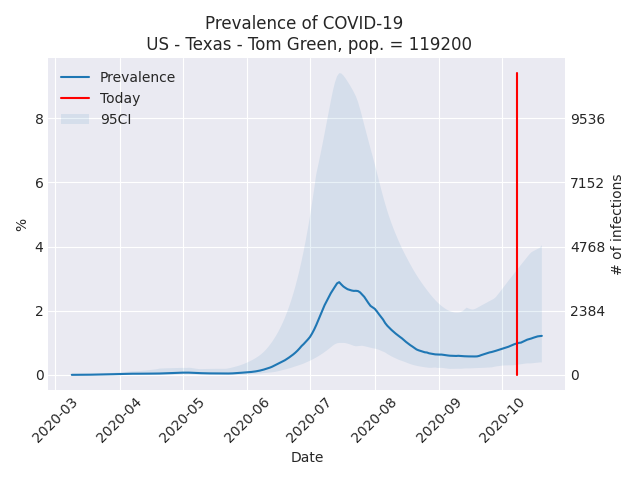 Prevalence of COVID-19
US - Texas - Tom Green, pop. = 119200
Prevalence
Today
95CI
8
6
4
2
0
%
9536
7152
4768
2384
0
# of infections
2020-03
2020-04
2020-05
2020-06
2020-07
2020-08
2020-09
2020-10
Date